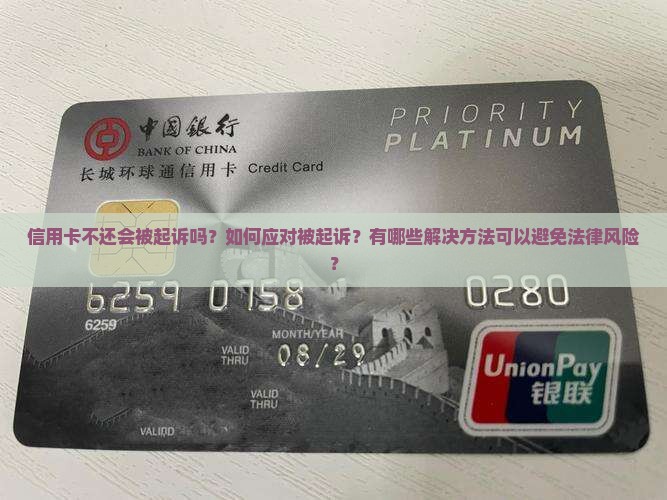 中国银行
BANK OF CHINA
长城环球通信用卡 Credit Card
PRIORITY
PLATINUM
信用卡不还会被起诉吗？如何应对被起诉？有哪些解决方法可以避免法律风险
？
6259 0280
6259
MONTH/YEAR
VALID
THRU
08/29
VALID
THRU
UnionPay
银联